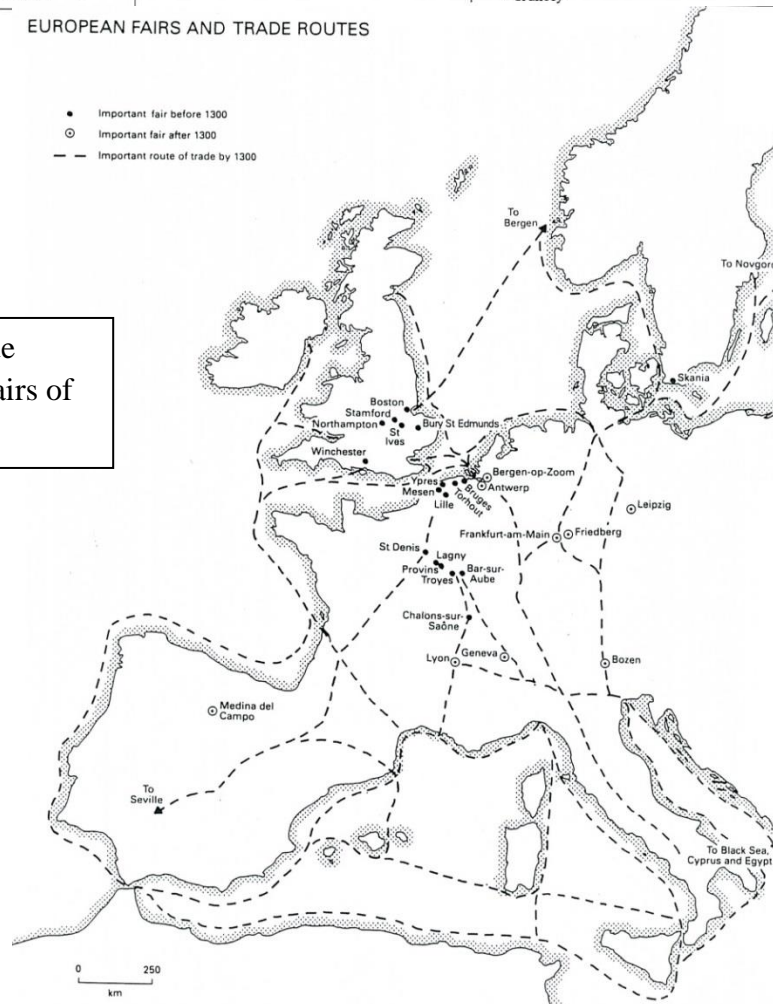 EUROPEAN FAIRS AND TRADE ROUTES
Important fair before 1300
Important fair after 1300
Important route of trade by 1300
airs of
To
Bergen
To Novgorod
Skania
Boston
Stamford
Northampton
St
Ives
Bury St Edmunds
Winchester
Ypres
Mesen
Lille
Torhout
Bruges
Bergen-op-Zoom
Antwerp
Leipzig
Frankfurt-am-Main
Friedberg
St Denis
Lagny
Provins
Troyes
Bar-sur-
Aube
Chalons-sur-
Saône
Lyon
Geneva
Bozen
Medina del
Campo
To
Seville
To Black Sea,
Cyprus and Egypt
0 250
km